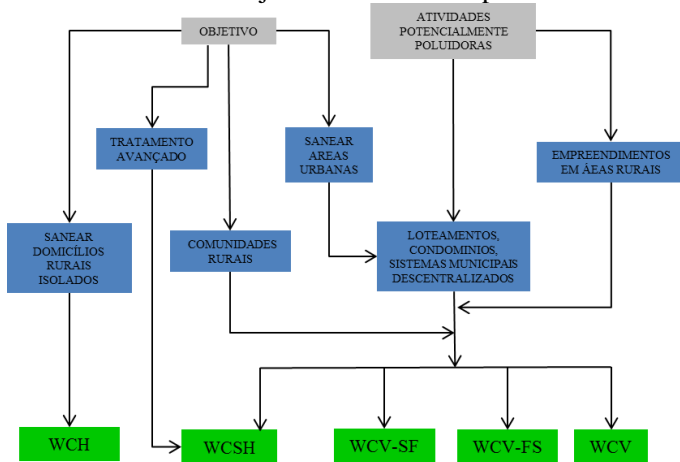 OBJETIVO
ATIVIDADES
POTENCIALMENTE
POLUIDORAS
TRATAMENTO
AVANÇADO
SANEAR
AREAS
URBANAS
EMPREENDIMENTOS
EM ÁEAS RURAIS
SANEAR
DOMICÍLIOS
RURAIS
ISOLADOS
COMUNIDADES
RURAIS
LOTEAMENTOS,
CONDOMINIOS,
SISTEMAS MUNICIPAIS
DESCENTRALIZADOS
WCH
WCSH
WCV-SF
WCV-FS
WCV